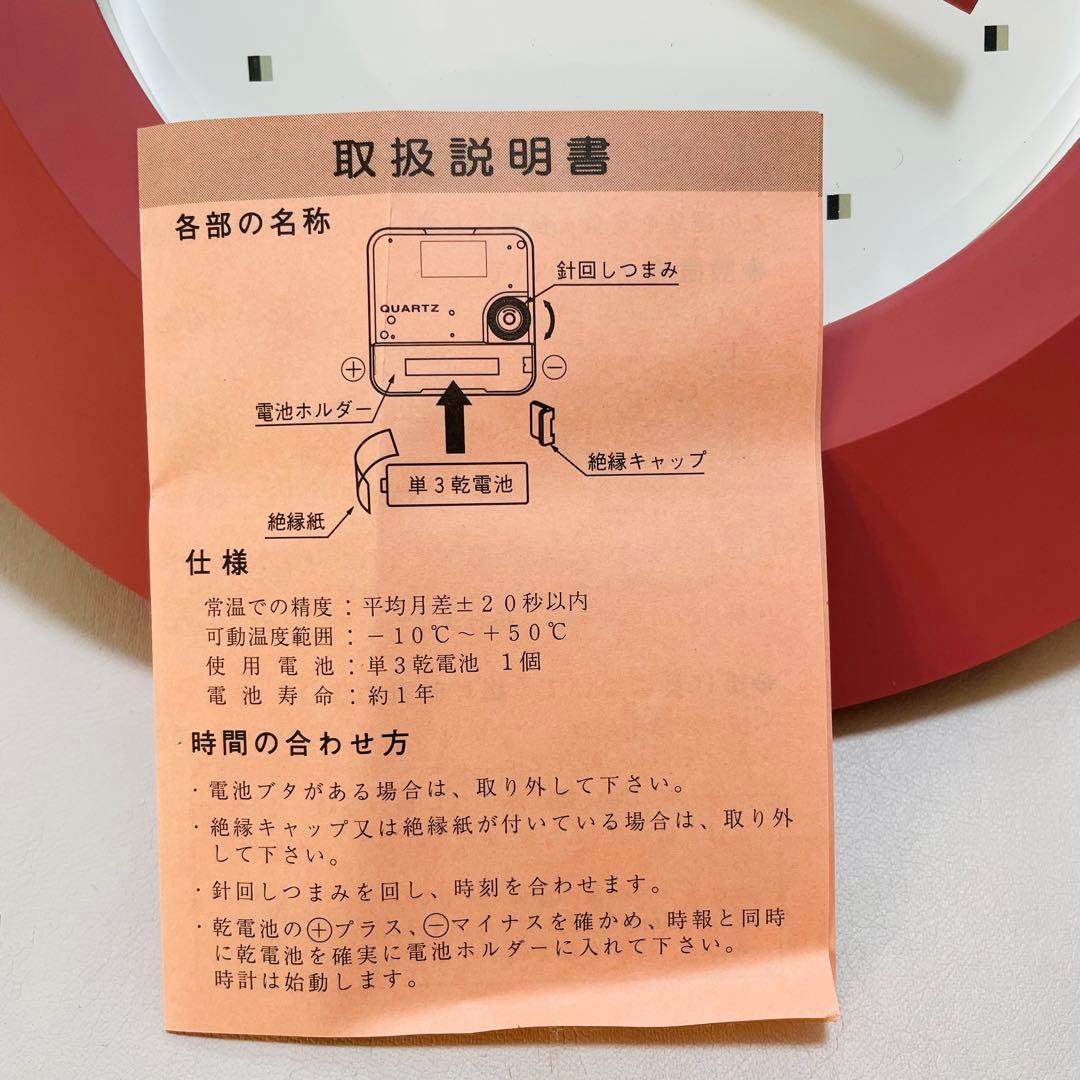 取扱説明書
各部の名称
針回しつまみ
QUARTZ
⊕
⊖
電池ホルダー
絶縁キャップ
単3乾電池
絶縁紙
仕様
常温での精度：平均月差±20秒以内
可動温度範囲：－10℃～＋50℃
使用電池：単3乾電池 1個
電池寿命：約1年
時間の合わせ方
・電池ブタがある場合は、取り外して下さい。
・絶縁キャップ又は絶縁紙が付いている場合は、取り外
して下さい。
・針回しつまみを回し、時刻を合わせます。
・乾電池の⊕プラス、⊖マイナスを確かめ、時報と同時
に乾電池を確実に電池ホルダーに入れて下さい。
時計は始動します。